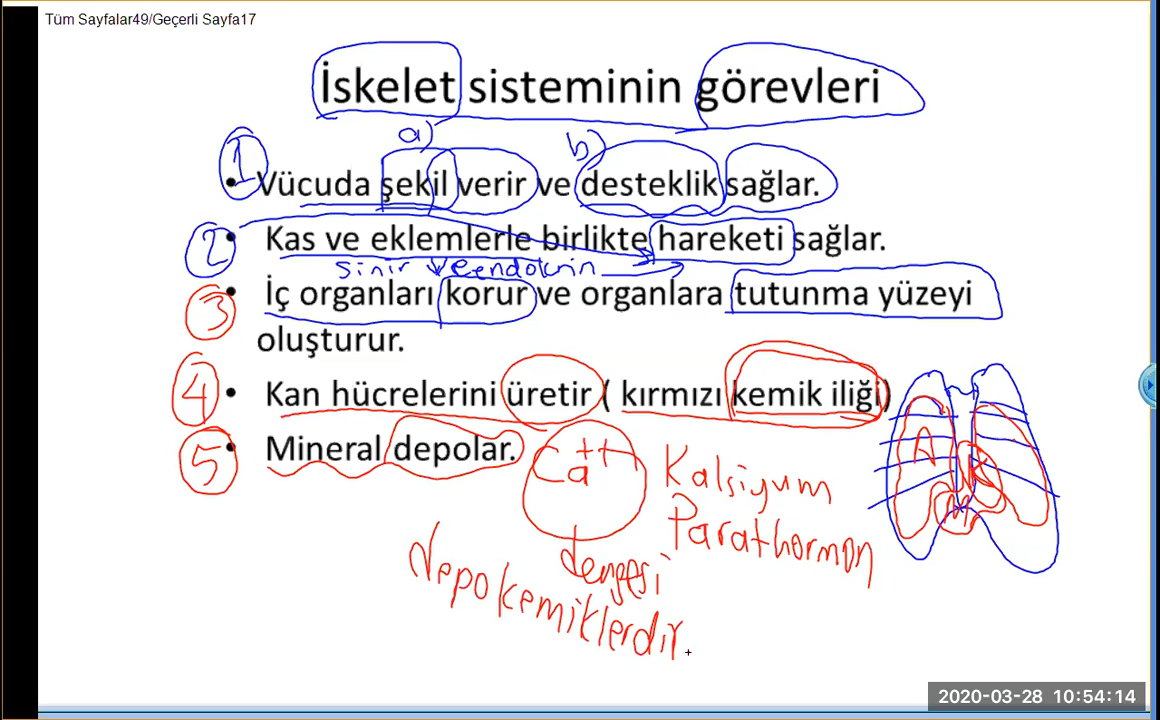 Tüm Sayfalar49/Geçerli Sayfa17
İskelet sisteminin görevleri
a) b)
1 • Vücuda şekil verir ve desteklik sağlar.
2 • Kas ve eklemlerle birlikte hareketi sağlar.
Sinir ve endokrin
3 • İç organları korur ve organlara tutunma yüzeyi
oluşturur.
4 • Kan hücrelerini üretir ( kırmızı kemik iliği)
5 • Mineral depolar.
Ca++ Kalsiyum
Parathormon
dengesi
depo kemiklerdir
A K
M
2020-03-28 10:54:14